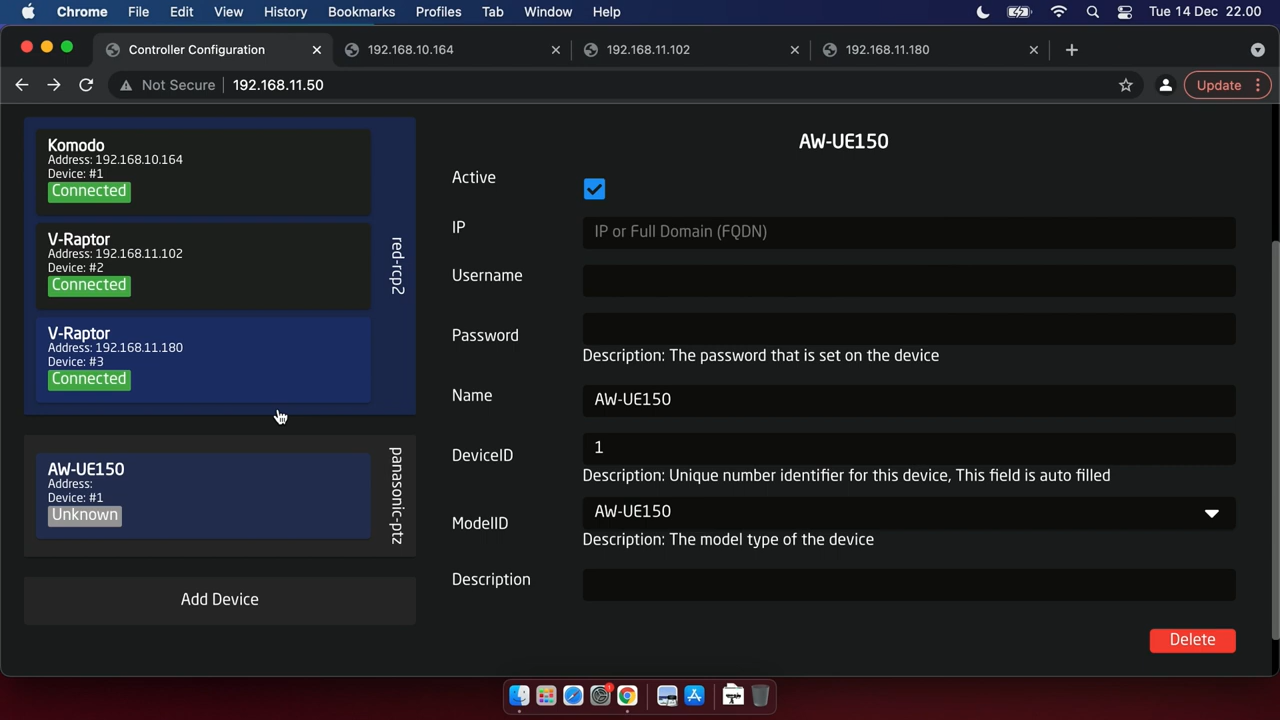 Chrome File Edit View History Bookmarks Profiles Tab Window Help Tue 14 Dec 22.00
Controller Configuration 192.168.10.164 192.168.11.102 192.168.11.180
Not Secure 192.168.11.50 Update
Komodo
Address: 192.168.10.164
Device: #1
Connected
V-Raptor
Address: 192.168.11.102
Device: #2
Connected
V-Raptor
Address: 192.168.11.180
Device: #3
Connected
red-rcp2
AW-UE150
Address:
Device: #1
Unknown
panasonic-ptz
Add Device
AW-UE150
Active
IP IP or Full Domain (FQDN)
Username
Password
Description: The password that is set on the device
Name AW-UE150
DeviceID 1
Description: Unique number identifier for this device, This field is auto filled
ModelID AW-UE150
Description: The model type of the device
Description
Delete
1